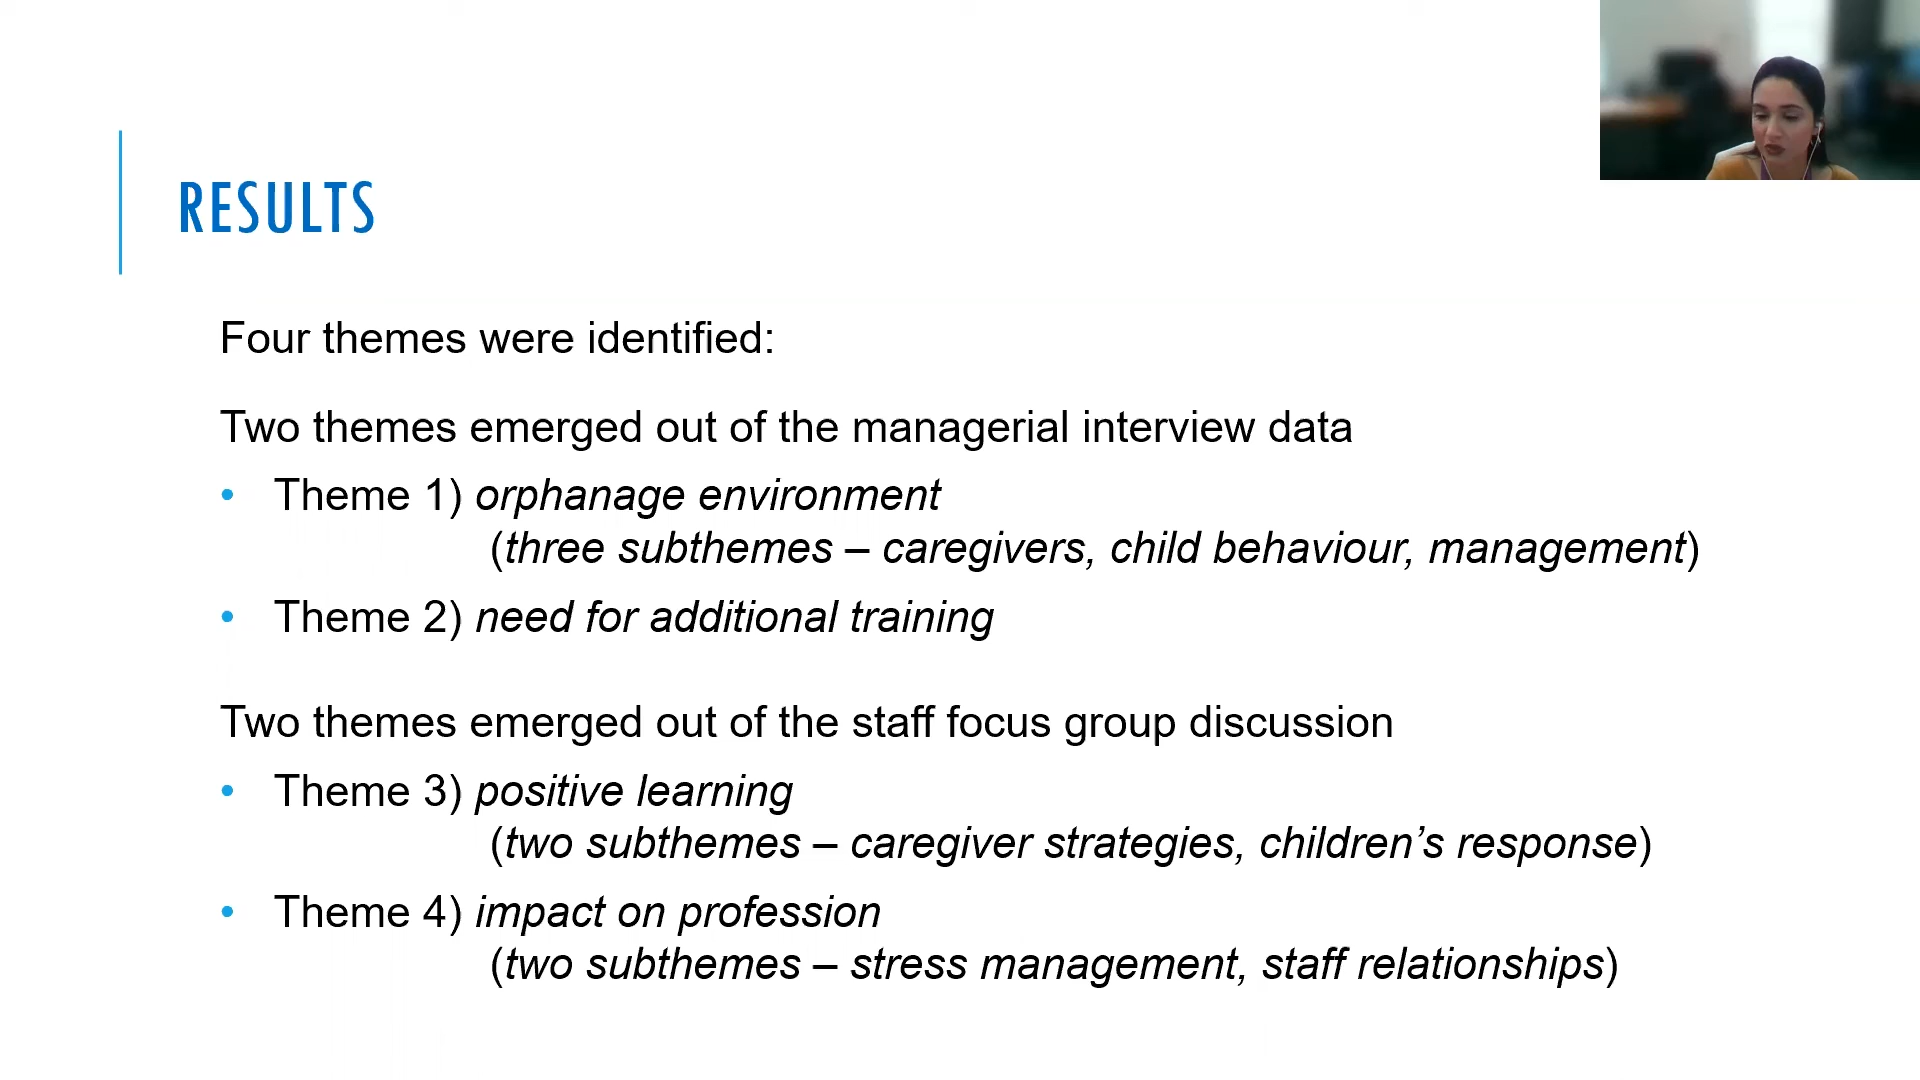 RESULTS
Four themes were identified:
Two themes emerged out of the managerial interview data
• Theme 1) orphanage environment
(three subthemes – caregivers, child behaviour, management)
• Theme 2) need for additional training
Two themes emerged out of the staff focus group discussion
• Theme 3) positive learning
(two subthemes – caregiver strategies, children’s response)
• Theme 4) impact on profession
(two subthemes – stress management, staff relationships)